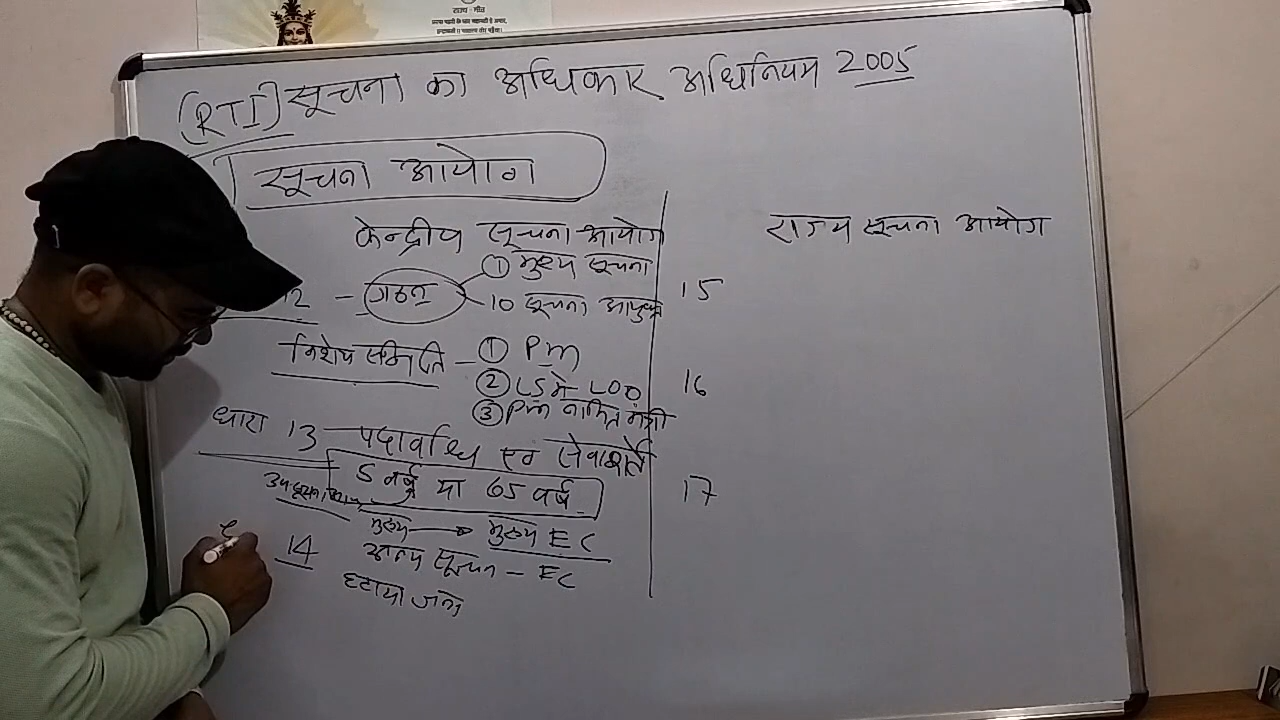 राज्य - गीत
(RTI) सूचना का अधिकार अधिनियम 2005
सूचना आयोग
केन्द्रीय सूचना आयोग
राज्य सूचना आयोग
① मुख्य सूचना
12 - गठन
10 सूचना आयुक्त
15
विशेष समिति - ① Pm
② LS में LOO
16
③ Pm नामित मंत्री
धारा 13 - पदावधि एवं सेवाशर्तें
5 वर्ष या 65 वर्ष
17
मुख्य → मुख्य EC
14
अन्य सूचना - EC
हटाया जाना